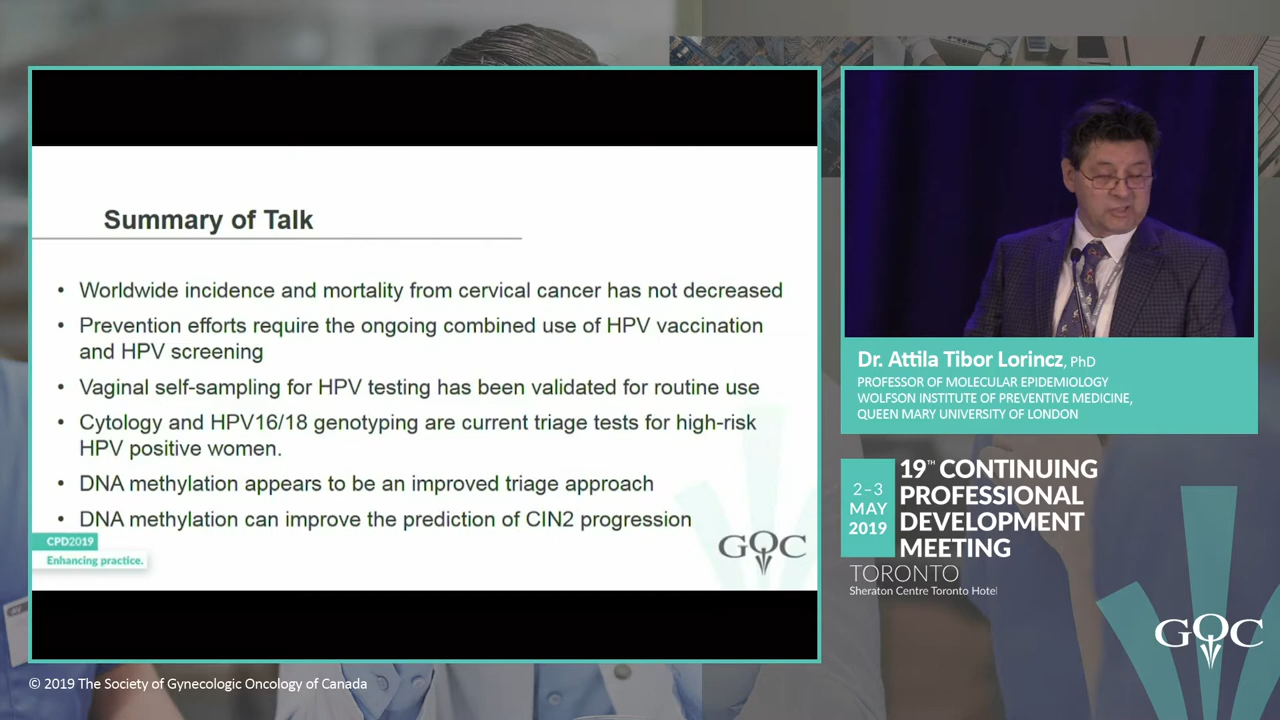 Summary of Talk
• Worldwide incidence and mortality from cervical cancer has not decreased
• Prevention efforts require the ongoing combined use of HPV vaccination
and HPV screening
• Vaginal self-sampling for HPV testing has been validated for routine use
• Cytology and HPV16/18 genotyping are current triage tests for high-risk
HPV positive women.
• DNA methylation appears to be an improved triage approach
• DNA methylation can improve the prediction of CIN2 progression
CPD2019
Enhancing practice.
GOC
Dr. Attila Tibor Lorincz, PhD
PROFESSOR OF MOLECULAR EPIDEMIOLOGY
WOLFSON INSTITUTE OF PREVENTIVE MEDICINE,
QUEEN MARY UNIVERSITY OF LONDON
2–3
MAY
2019
19TH CONTINUING
PROFESSIONAL
DEVELOPMENT
MEETING
TORONTO
Sheraton Centre Toronto Hotel
GOC
© 2019 The Society of Gynecologic Oncology of Canada